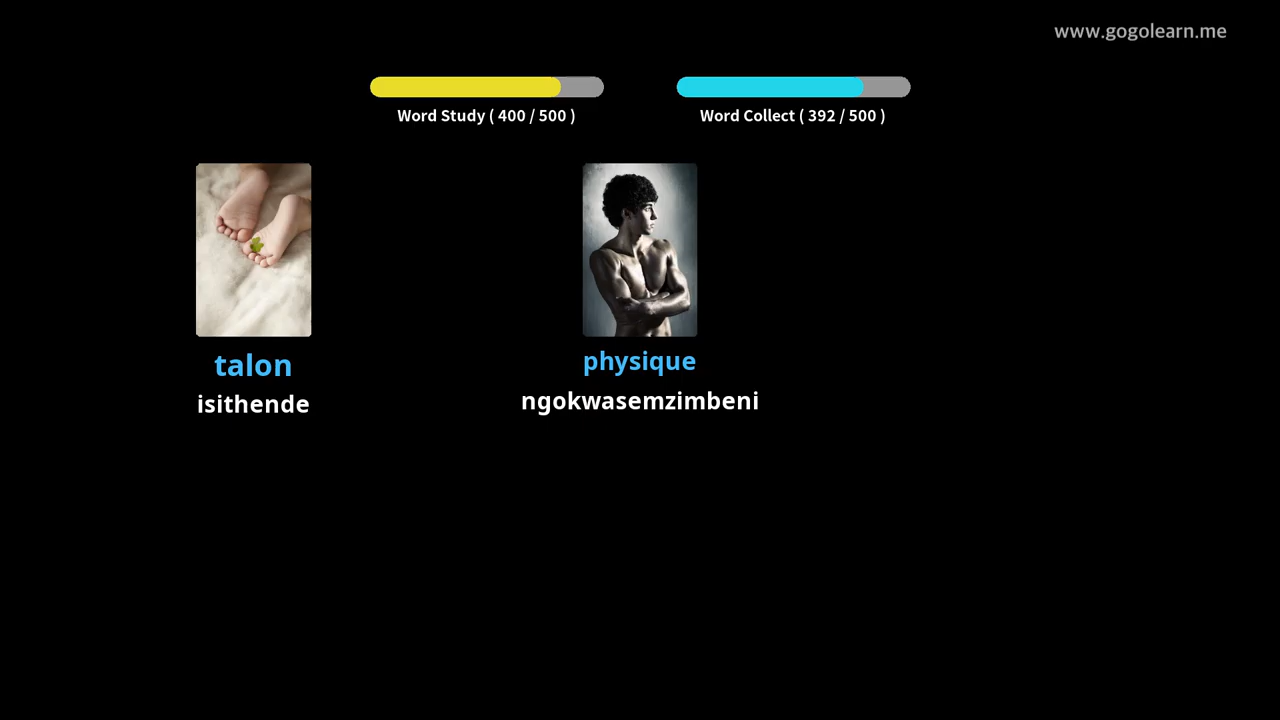 www.gogolearn.me
Word Study ( 400 / 500 )
Word Collect ( 392 / 500 )
talon
isithende
physique
ngokwasemzimbeni